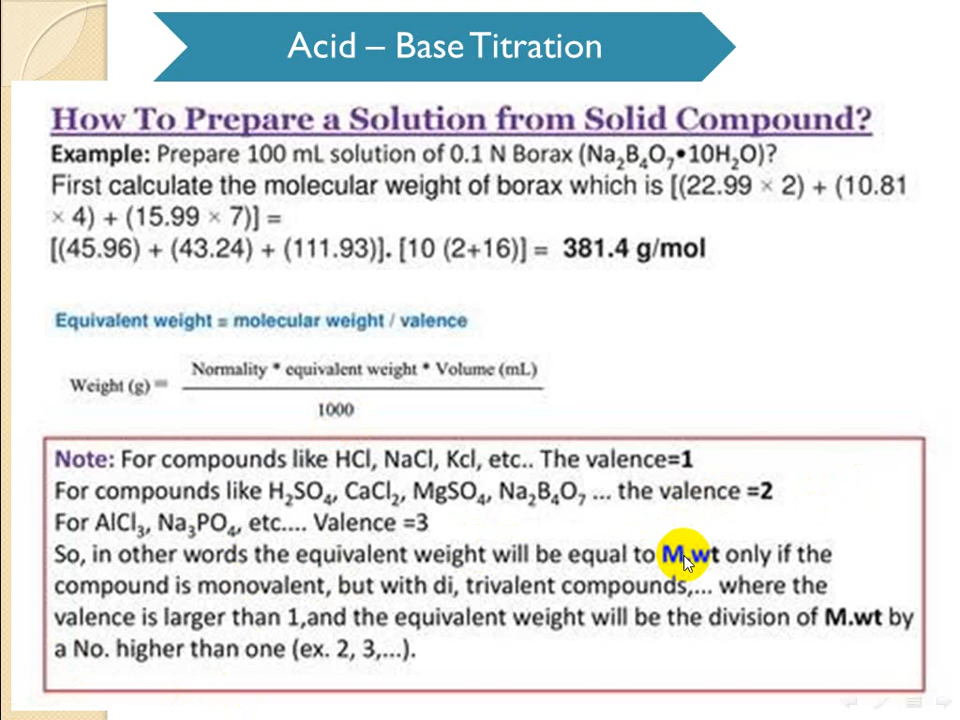 Acid – Base Titration
How To Prepare a Solution from Solid Compound?
Example: Prepare 100 mL solution of 0.1 N Borax (Na₂B₄O₇•10H₂O)?
First calculate the molecular weight of borax which is [(22.99 × 2) + (10.81
× 4) + (15.99 × 7)] =
[(45.96) + (43.24) + (111.93)]. [10 (2+16)] = 381.4 g/mol
Equivalent weight = molecular weight / valence
Weight (g) = Normality * equivalent weight * Volume (mL)
1000
Note: For compounds like HCl, NaCl, Kcl, etc.. The valence=1
For compounds like H₂SO₄, CaCl₂, MgSO₄, Na₂B₄O₇ ... the valence =2
For AlCl₃, Na₃PO₄, etc.... Valence =3
So, in other words the equivalent weight will be equal to M.wt only if the
compound is monovalent, but with di, trivalent compounds,... where the
valence is larger than 1,and the equivalent weight will be the division of M.wt by
a No. higher than one (ex. 2, 3,...).